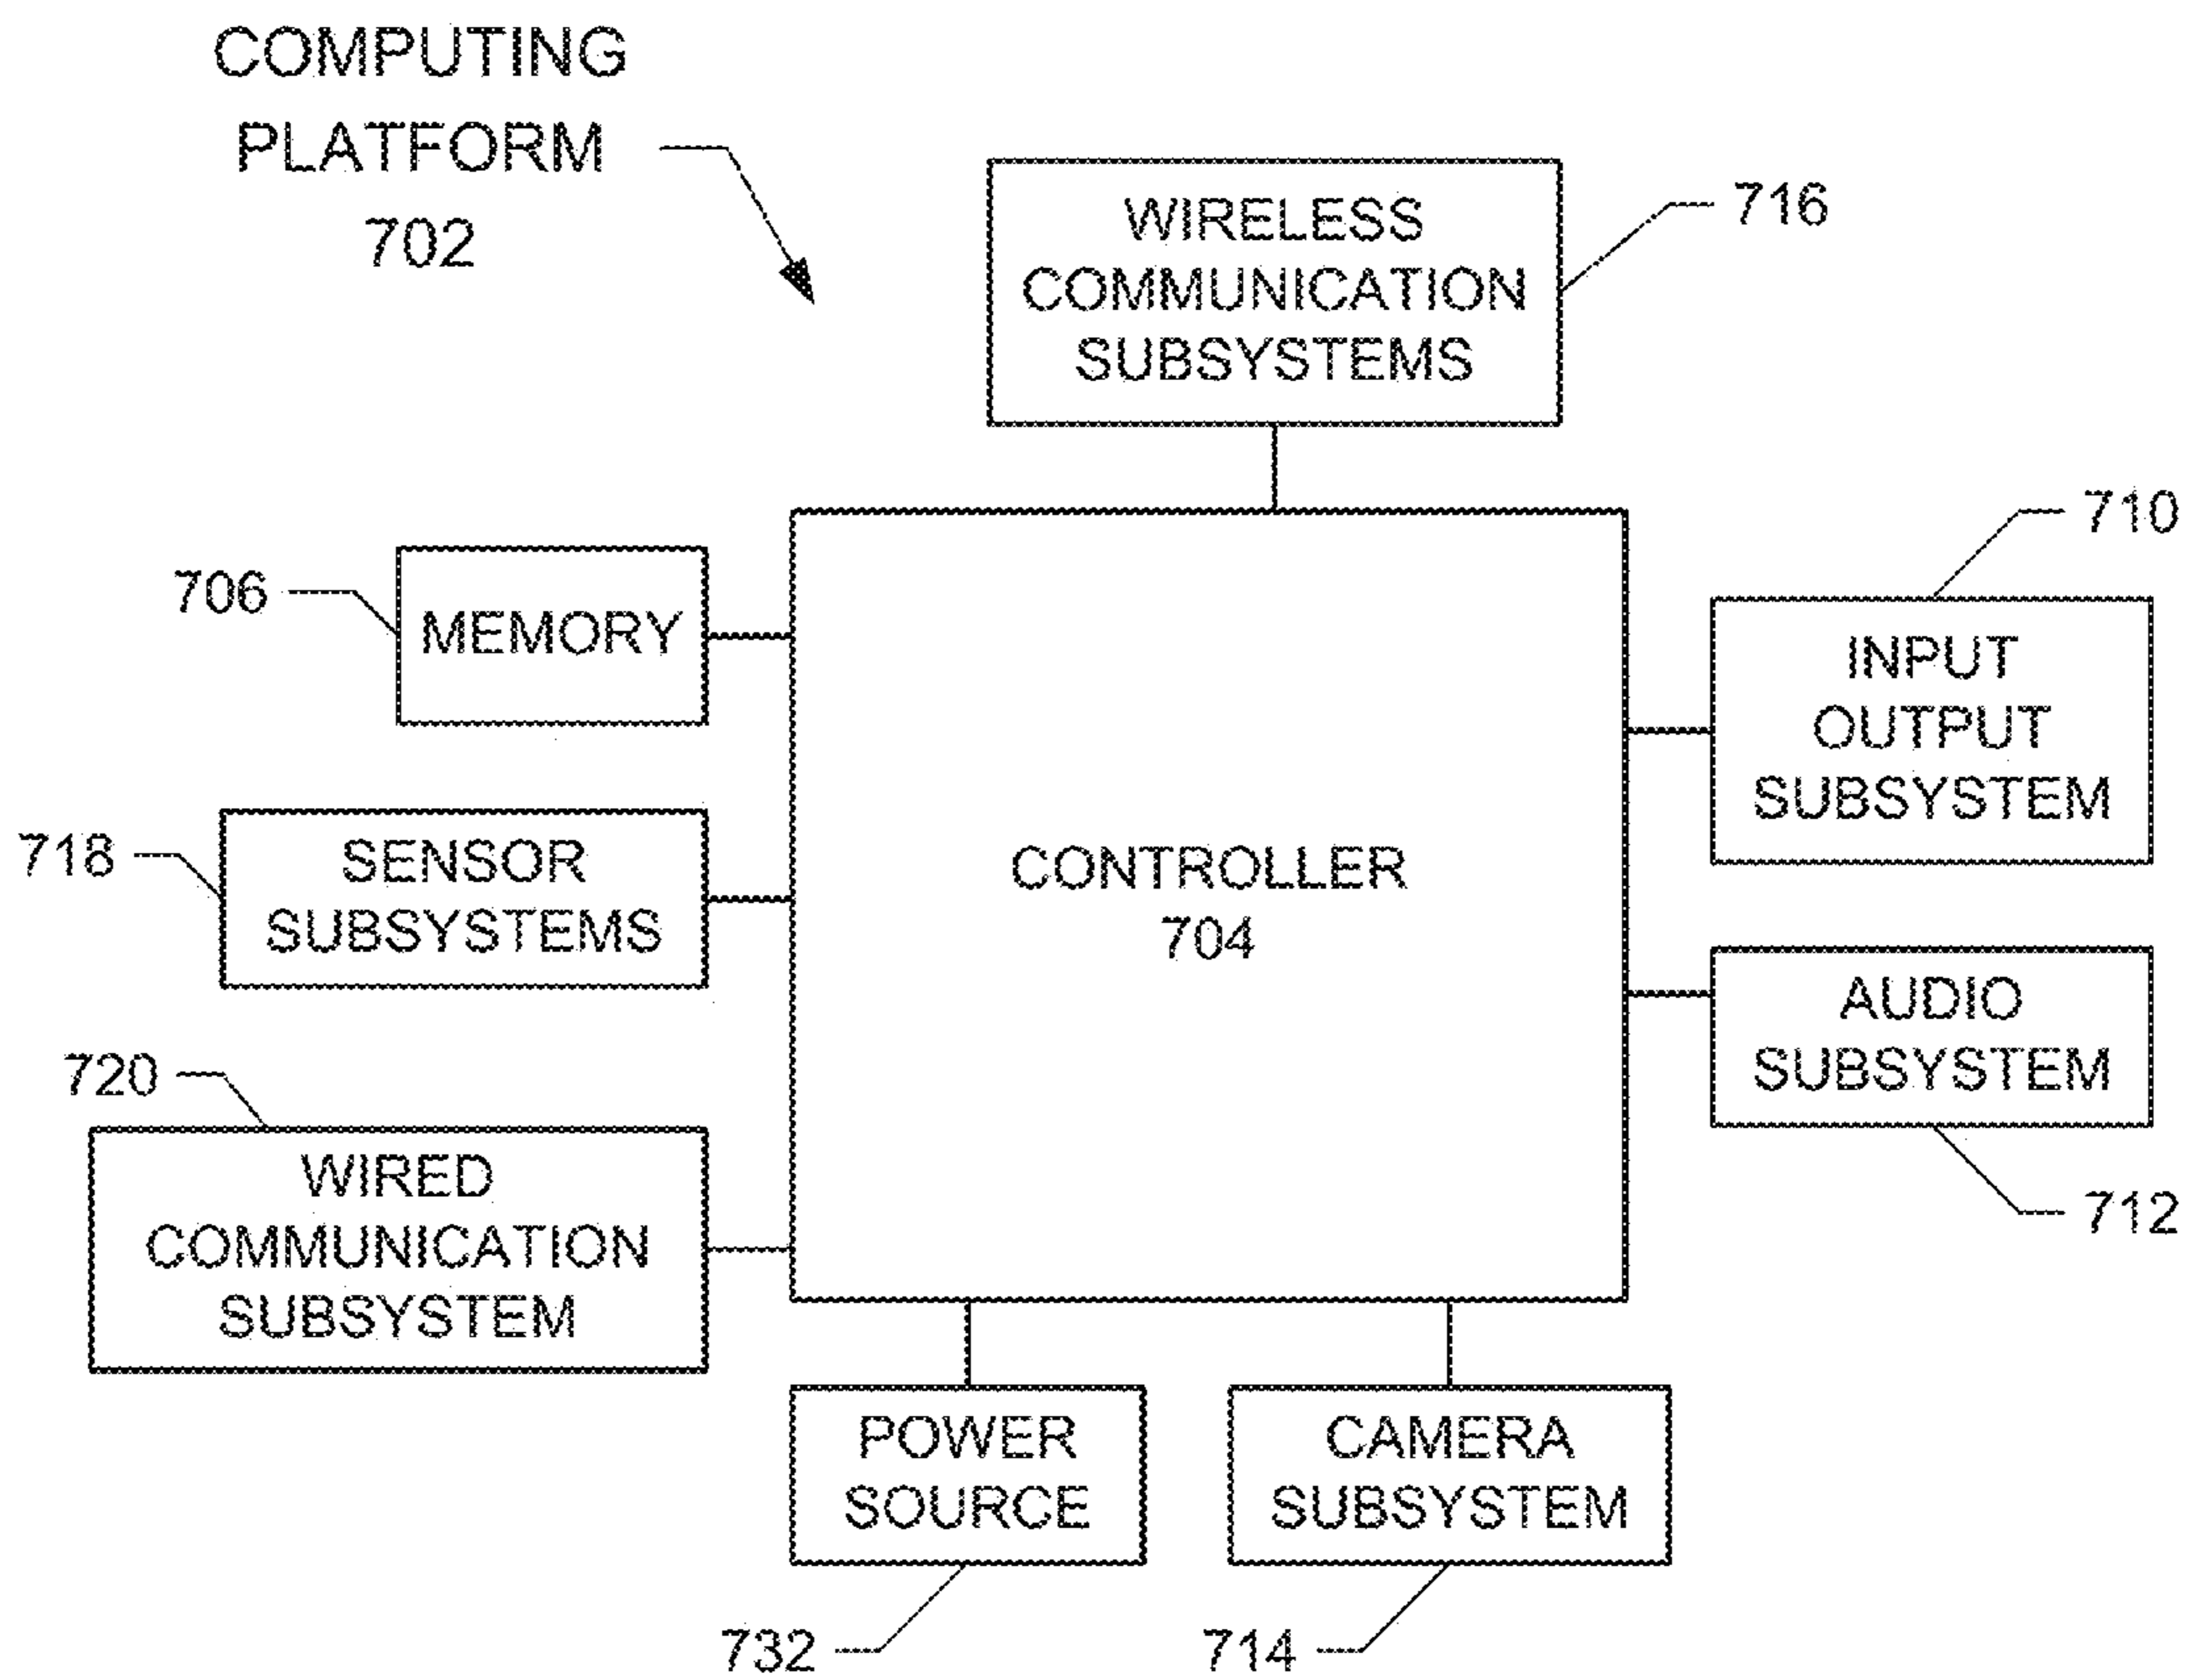 COMPUTING
PLATFORM
702
WIRELESS
COMMUNICATION
SUBSYSTEMS
716
710
706
MEMORY
INPUT
OUTPUT
SUBSYSTEM
718
SENSOR
SUBSYSTEMS
CONTROLLER
704
AUDIO
SUBSYSTEM
720
WIRED
COMMUNICATION
SUBSYSTEM
712
POWER
SOURCE
CAMERA
SUBSYSTEM
732
714